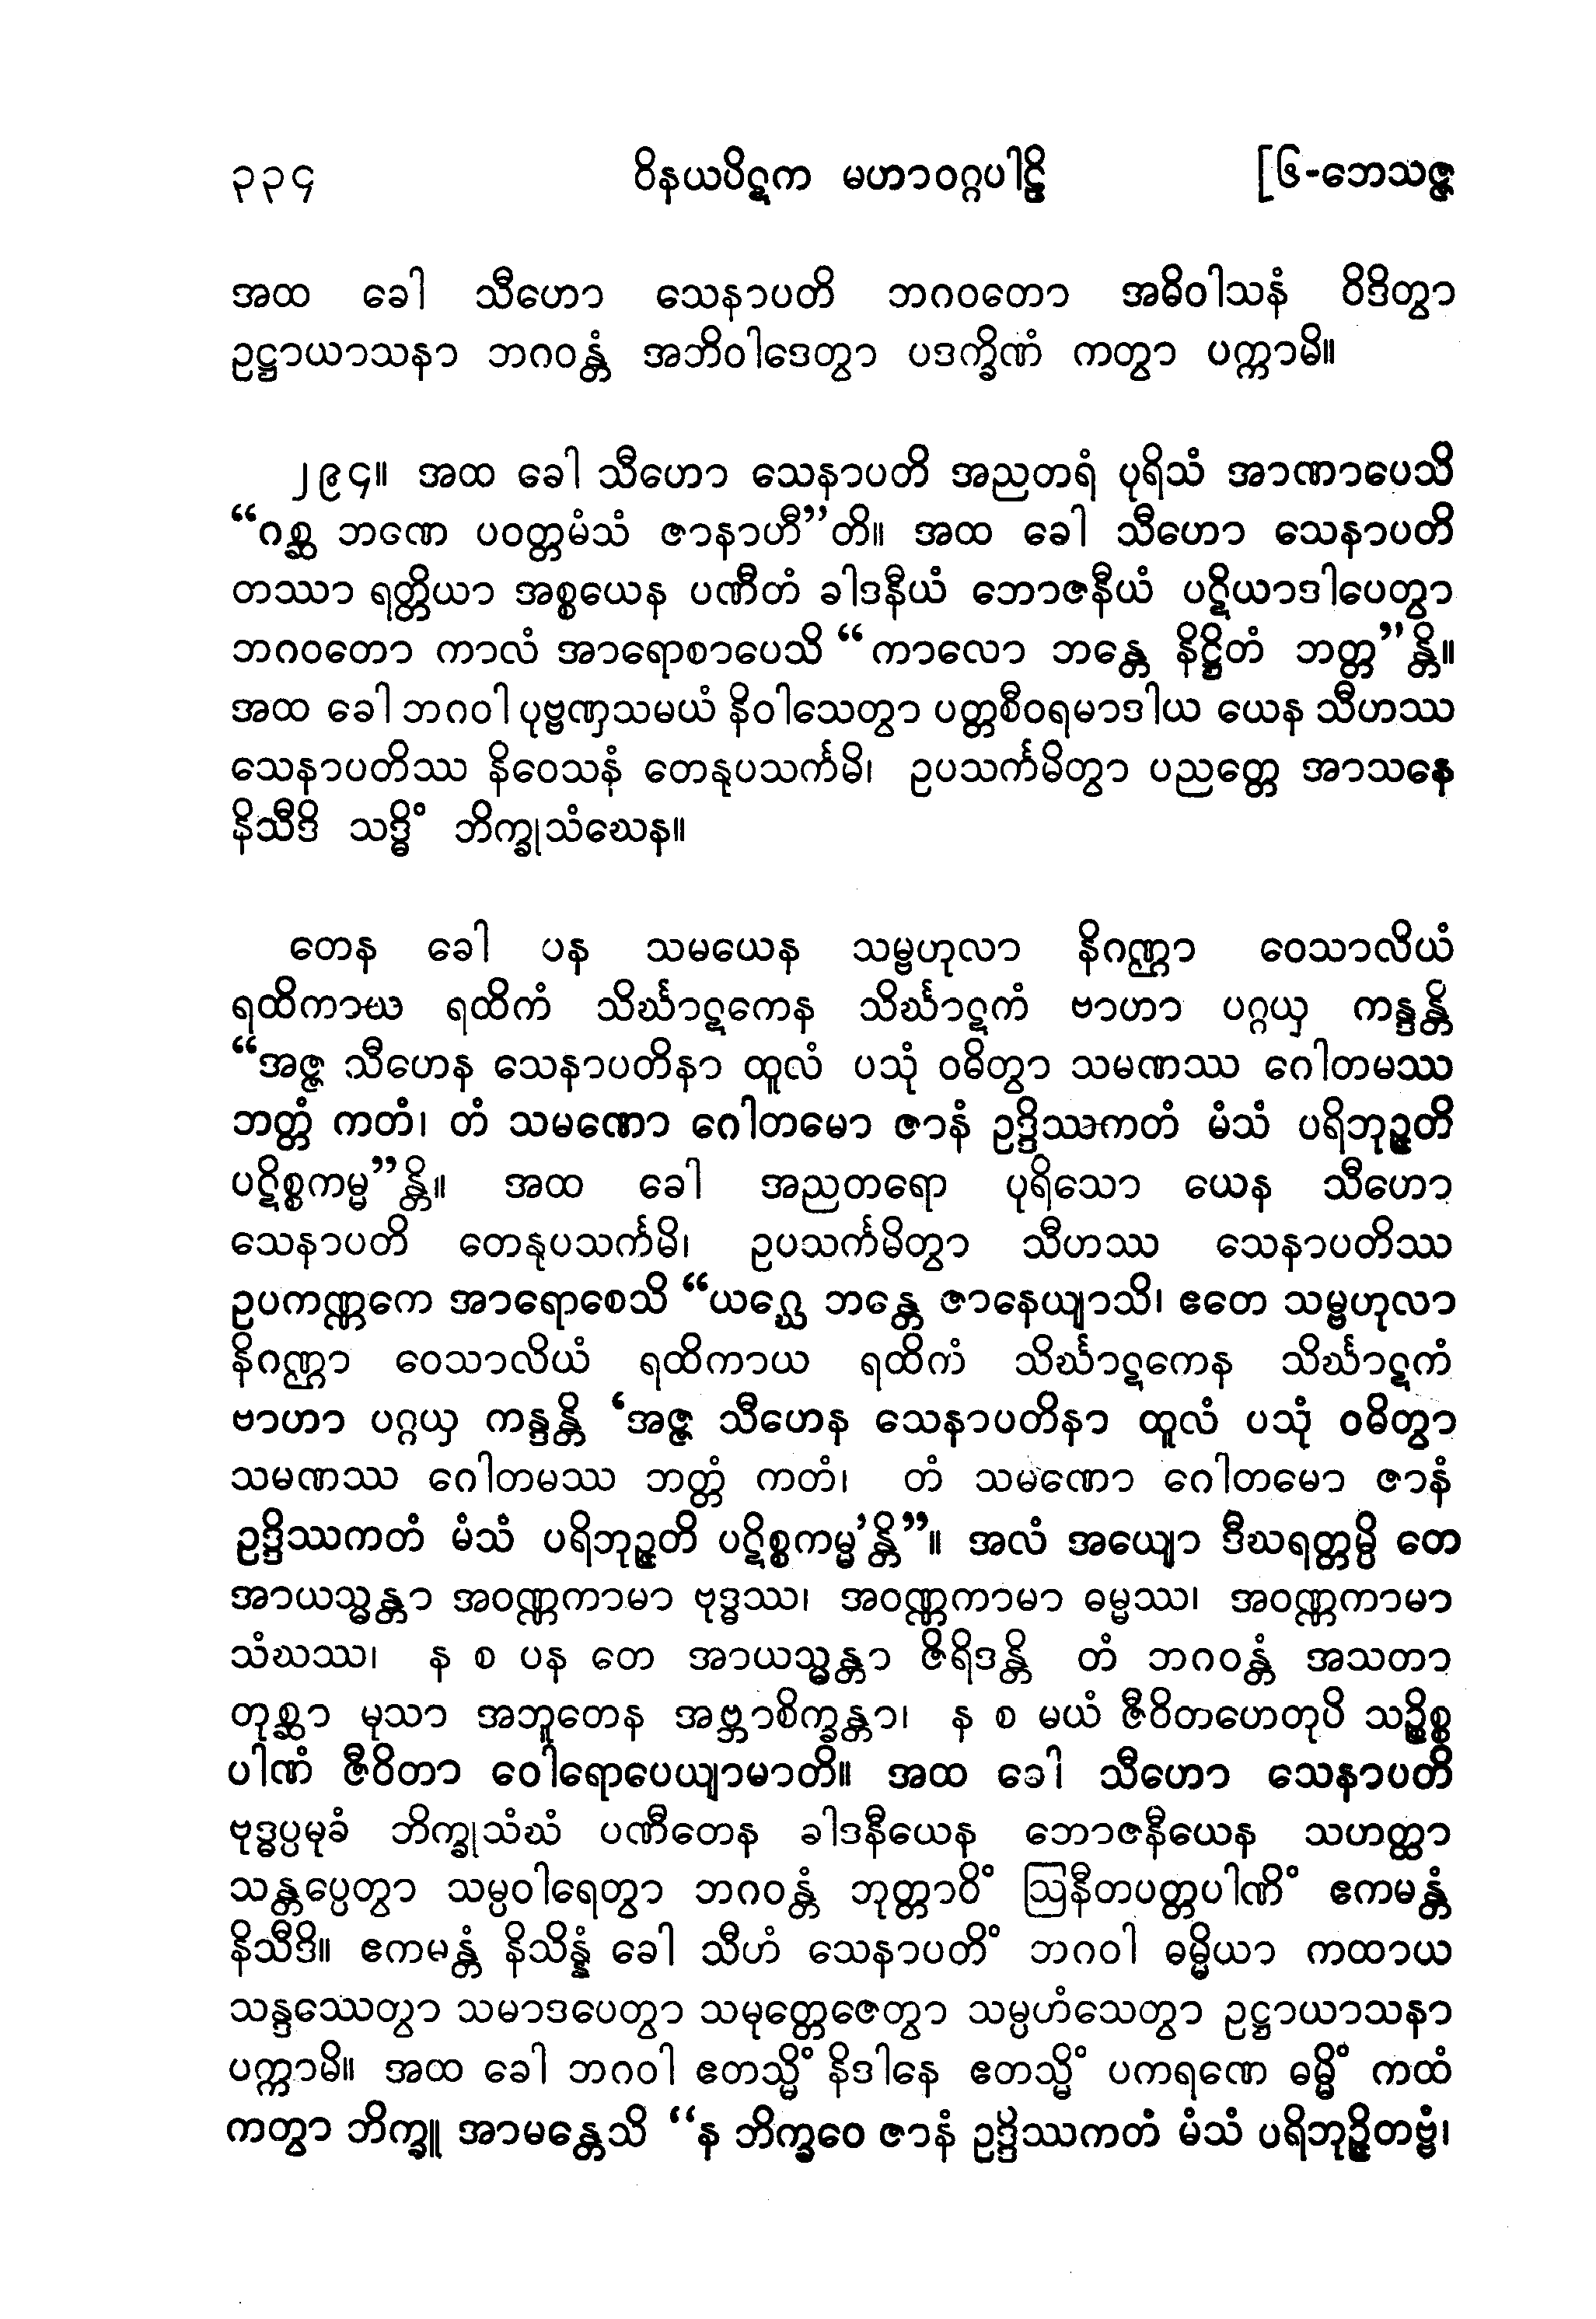 ၃၃၄ ဝိနယပိဋက မဟာဝဂ္ဂပါဠိ [၆-ဘေသဇ္ဇ
အထ ခေါ သီဟော သေနာပတိ ဘဂဝတော အဓိဝါသနံ ဝိဒိတွာ
ဥဋ္ဌာယာသနာ ဘဂဝန္တံ အဘိဝါဒေတွာ ပဒက္ခိဏံ ကတွာ ပက္ကာမိ။
၂၉၄။ အထ ခေါ သီဟော သေနာပတိ အညတရံ ပုရိသံ အာဏာပေသိ
“ဂစ္ဆ ဘဏေ ပဝတ္တမံသံ ဇာနာဟီ”တိ။ အထ ခေါ သီဟော သေနာပတိ
တဿာ ရတ္တိယာ အစ္စယေန ပဏီတံ ခါဒနီယံ ဘောဇနီယံ ပဋိယာဒါပေတွာ
ဘဂဝတော ကာလံ အာရောစာပေသိ “ကာလော ဘန္တေ နိဋ္ဌိတံ ဘတ္တ”န္တိ။
အထ ခေါ ဘဂဝါ ပုဗ္ဗဏှသမယံ နိဝါသေတွာ ပတ္တစီဝရမာဒါယ ယေန သီဟဿ
သေနာပတိဿ နိဝေသနံ တေနုပသင်္ကမိ၊ ဥပသင်္ကမိတွာ ပညတ္တေ အာသနေ
နိသီဒိ သဒ္ဓိံ ဘိက္ခုသံဃေန။
တေန ခေါ ပန သမယေန သမ္ဗဟုလာ နိဂဏ္ဌာ ဝေသာလိယံ
ရထိကာယ ရထိကံ သိင်္ဃာဋကေန သိင်္ဃာဋကံ ဗာဟာ ပဂ္ဂယှ ကန္ဒန္တိ
“အဇ္ဇ သီဟေန သေနာပတိနာ ထူလံ ပသုံ ဝဓိတွာ သမဏဿ ဂေါတမဿ
ဘတ္တံ ကတံ၊ တံ သမဏော ဂေါတမော ဇာနံ ဥဒ္ဒိဿကတံ မံသံ ပရိဘုဉ္ဇတိ
ပဋိစ္စကမ္မ”န္တိ။ အထ ခေါ အညတရော ပုရိသော ယေန သီဟော
သေနာပတိ တေနုပသင်္ကမိ၊ ဥပသင်္ကမိတွာ သီဟဿ သေနာပတိဿ
ဥပကဏ္ဏကေ အာရောစေသိ “ယဂ္ဃေ ဘန္တေ ဇာနေယျာသိ၊ ဧတေ သမ္ဗဟုလာ
နိဂဏ္ဌာ ဝေသာလိယံ ရထိကာယ ရထိကံ သိင်္ဃာဋကေန သိင်္ဃာဋကံ
ဗာဟာ ပဂ္ဂယှ ကန္ဒန္တိ ‘အဇ္ဇ သီဟေန သေနာပတိနာ ထူလံ ပသုံ ဝဓိတွာ
သမဏဿ ဂေါတမဿ ဘတ္တံ ကတံ၊ တံ သမဏော ဂေါတမော ဇာနံ
ဥဒ္ဒိဿကတံ မံသံ ပရိဘုဉ္ဇတိ ပဋိစ္စကမ္မ’န္တိ”။ အလံ အယျော ဒီဃရတ္တမ္ပိ တေ
အာယသ္မန္တာ အဝဏ္ဏကာမာ ဗုဒ္ဓဿ၊ အဝဏ္ဏကာမာ ဓမ္မဿ၊ အဝဏ္ဏကာမာ
သံဃဿ၊ န စ ပန တေ အာယသ္မန္တာ ဇိရိဒန္တိ တံ ဘဂဝန္တံ အသတာ
တုစ္ဆာ မုသာ အဘူတေန အဗ္ဘာစိက္ခန္တာ၊ န စ မယံ ဇီဝိတဟေတုပိ သဉ္စိစ္စ
ပါဏံ ဇီဝိတာ ဝေါရောပေယျာမာတိ။ အထ ခေါ သီဟော သေနာပတိ
ဗုဒ္ဓပ္ပမုခံ ဘိက္ခုသံဃံ ပဏီတေန ခါဒနီယေန ဘောဇနီယေန သဟတ္ထာ
သန္တပ္ပေတွာ သမ္ပဝါရေတွာ ဘဂဝန္တံ ဘုတ္တာဝိံ ဩနီတပတ္တပါဏိံ ဧကမန္တံ
နိသီဒိ။ ဧကမန္တံ နိသိန္နံ ခေါ သီဟံ သေနာပတိံ ဘဂဝါ ဓမ္မိယာ ကထာယ
သန္ဒဿေတွာ သမာဒပေတွာ သမုတ္တေဇေတွာ သမ္ပဟံသေတွာ ဥဋ္ဌာယာသနာ
ပက္ကာမိ။ အထ ခေါ ဘဂဝါ ဧတသ္မိံ နိဒါနေ ဧတသ္မိံ ပကရဏေ ဓမ္မိံ ကထံ
ကတွာ ဘိက္ခူ အာမန္တေသိ “န ဘိက္ခဝေ ဇာနံ ဥဒ္ဒိဿကတံ မံသံ ပရိဘုဉ္ဇိတဗ္ဗံ၊